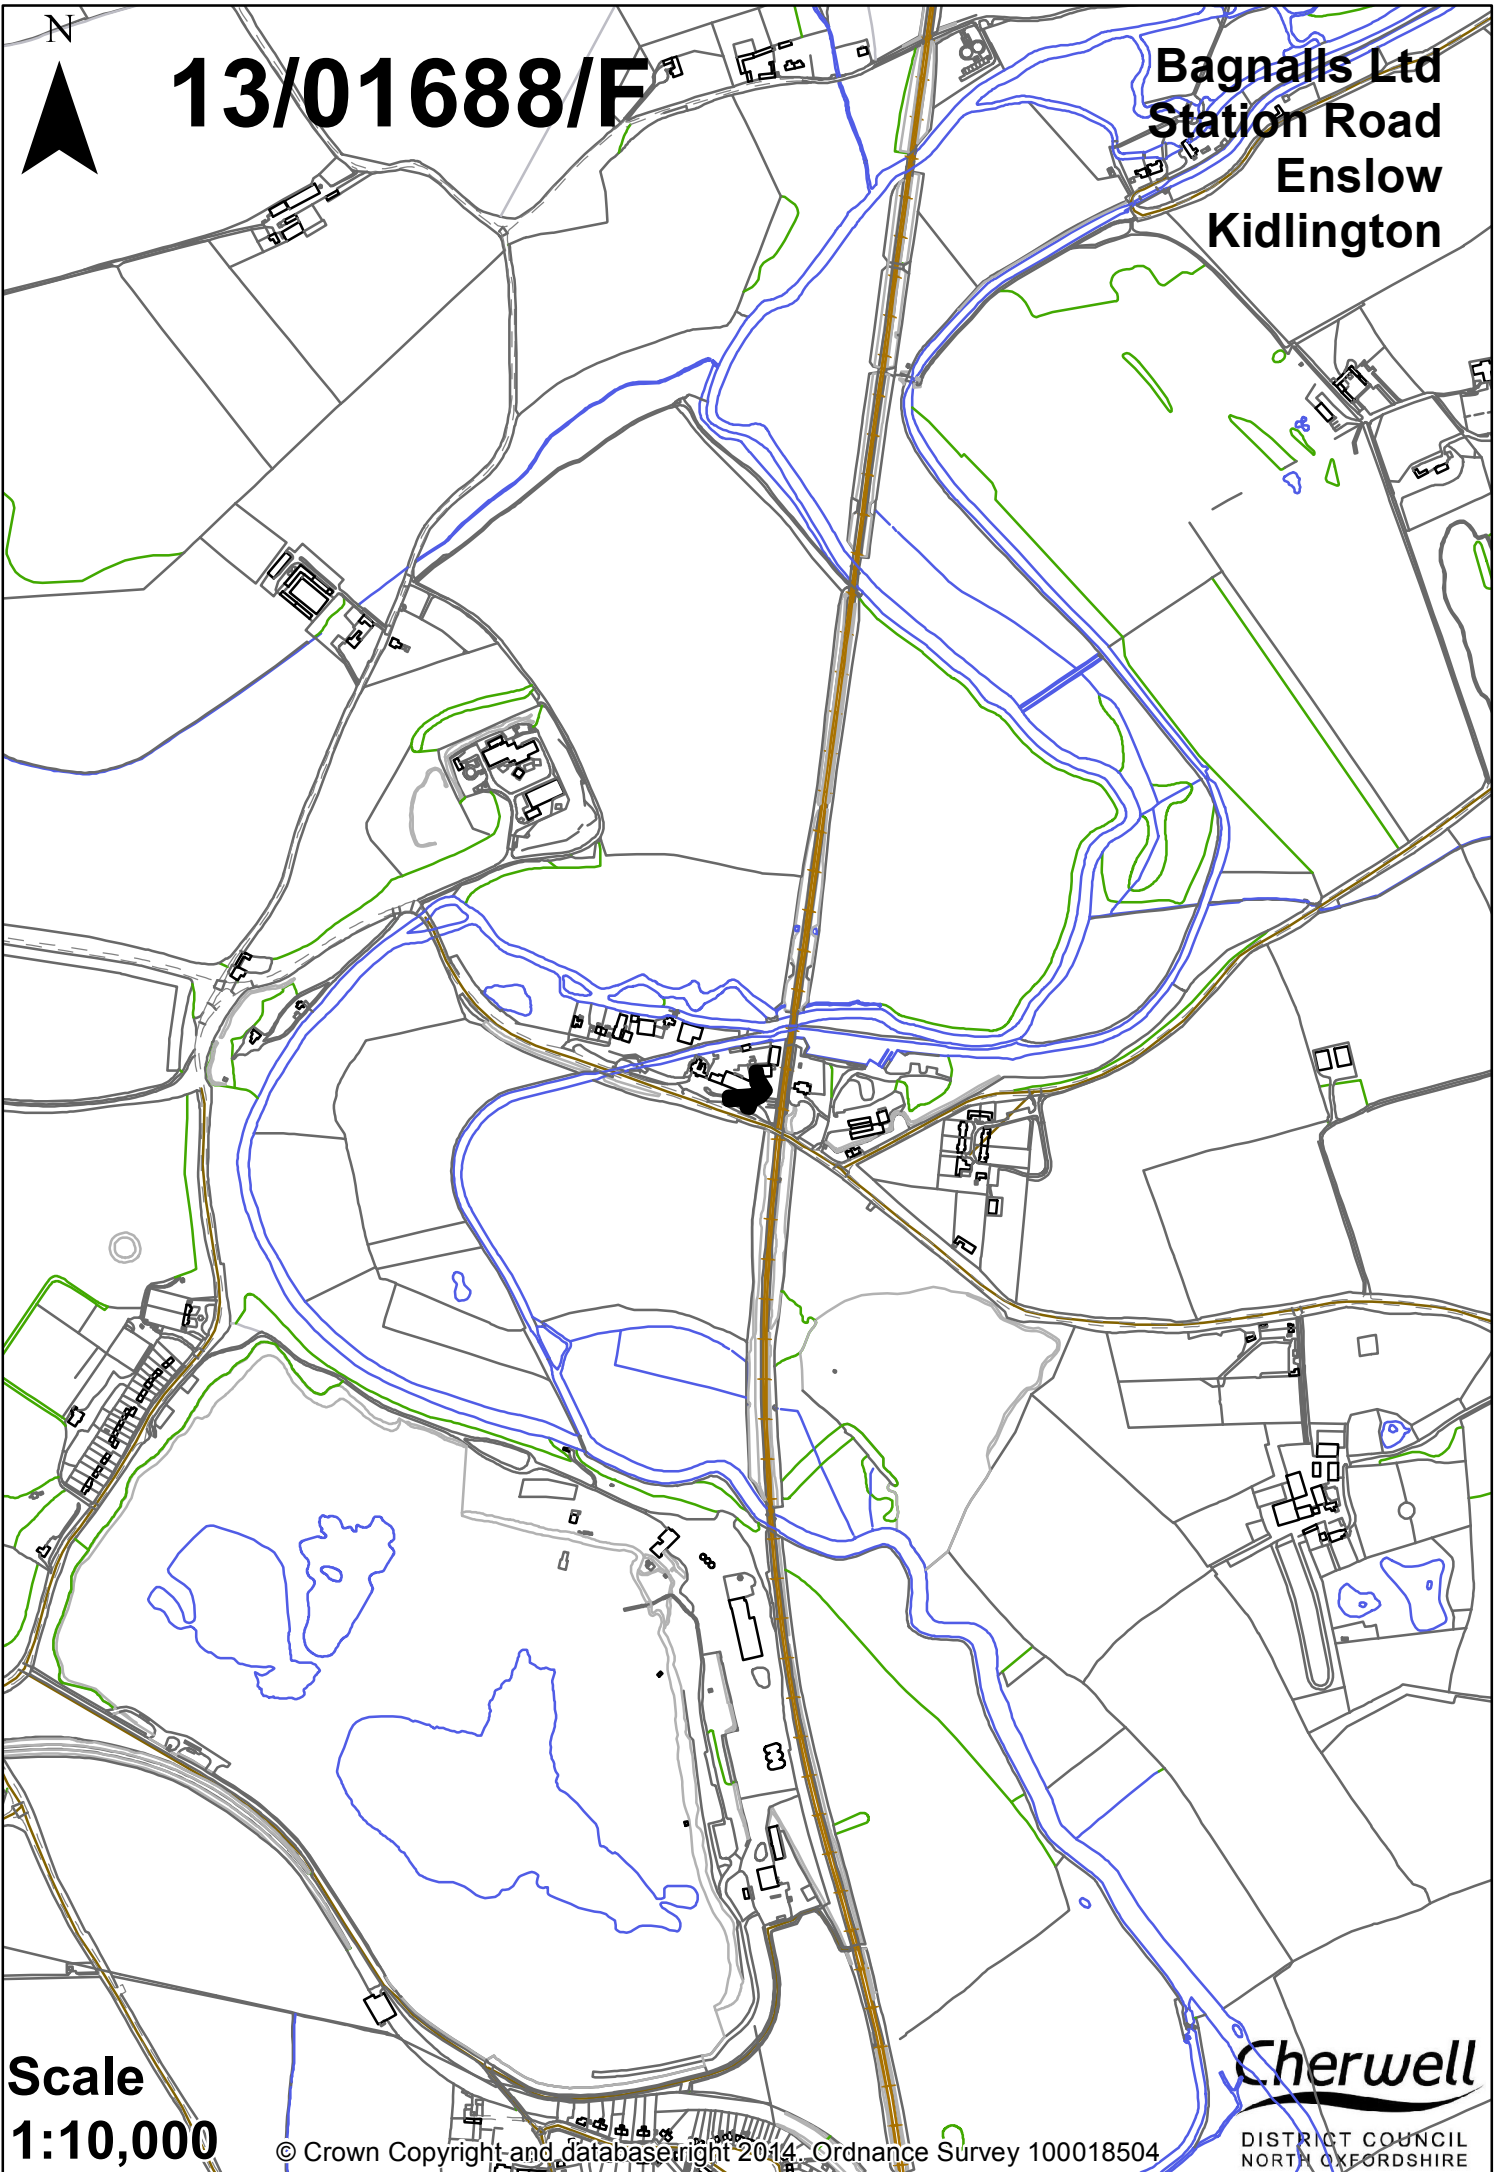 N
13/01688/F
Bagnalls Ltd
Station Road
Enslow
Kidlington
Scale
1:10,000
© Crown Copyright and database right 2014. Ordnance Survey 100018504
Cherwell
DISTRICT COUNCIL
NORTH OXFORDSHIRE